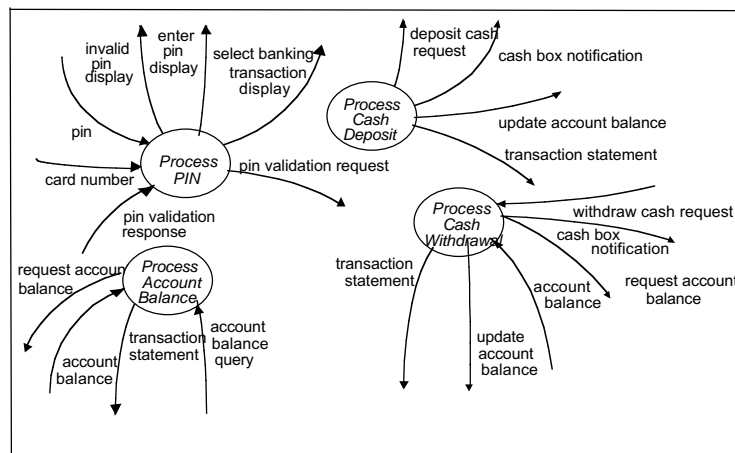 invalid
pin
display
enter
pin
display
select banking
transaction
display
pin
Process
PIN
card number
pin validation request
pin validation
response
deposit cash
request
cash box notification
Process
Cash
Deposit
update account balance
transaction statement
Process
Cash
Withdrawal
withdraw cash request
cash box
notification
request account
balance
account
balance
update
account
balance
transaction
statement
request account
balance
Process
Account
Balance
account
balance
transaction
statement
account
balance
query